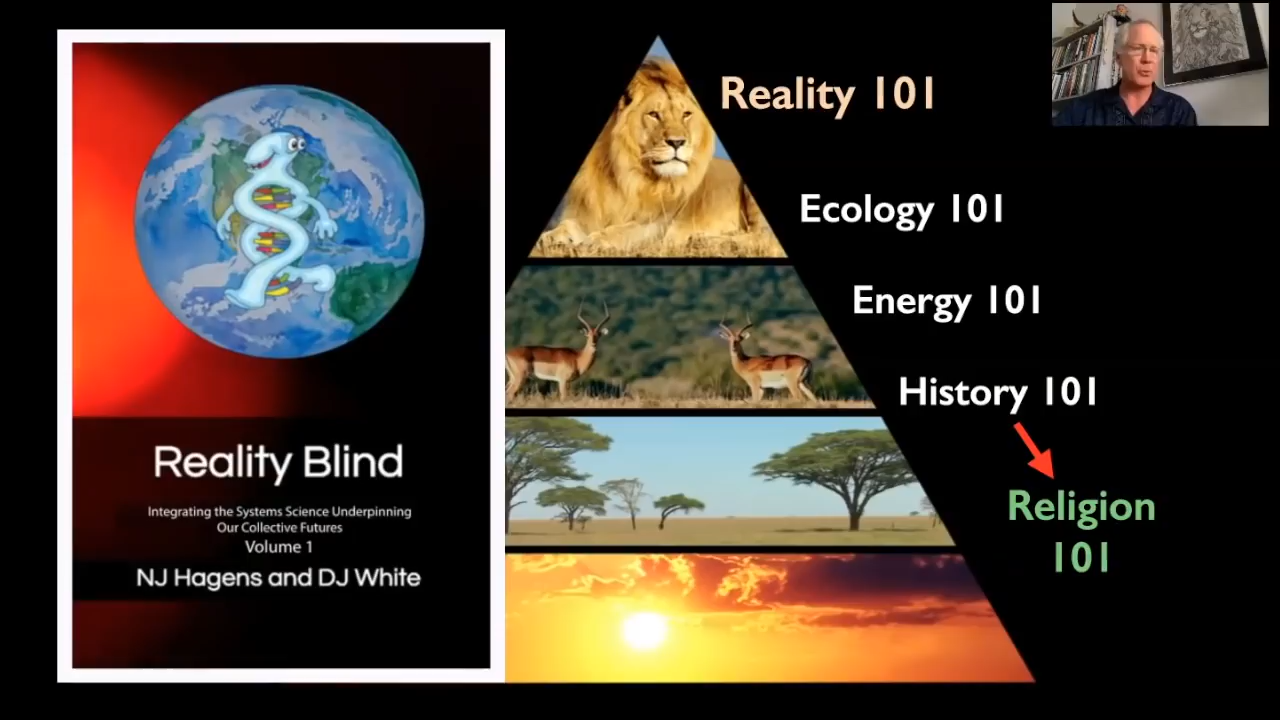 Reality Blind
Integrating the Systems Science Underpinning
Our Collective Futures
Volume 1
NJ Hagens and DJ White
Reality 101
Ecology 101
Energy 101
History 101
Religion
101